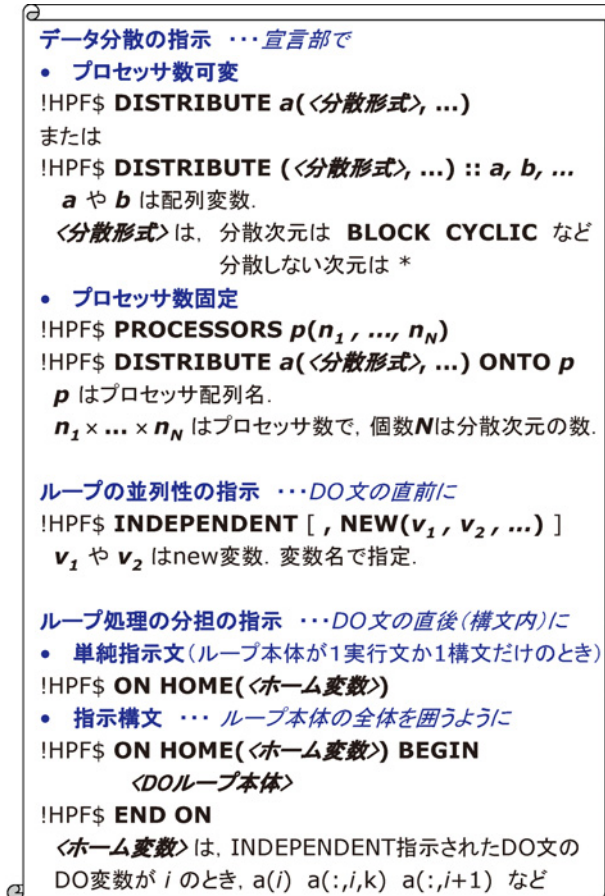 データ分散の指示 ･･･宣言部で
• プロセッサ数可変
!HPF$ DISTRIBUTE a(<分散形式>, ...)
または
!HPF$ DISTRIBUTE (<分散形式>, ...) :: a, b, ...
a や b は配列変数.
<分散形式> は, 分散次元は BLOCK CYCLIC など
分散しない次元は *
• プロセッサ数固定
!HPF$ PROCESSORS p(n₁ , ..., n_N)
!HPF$ DISTRIBUTE a(<分散形式>, ...) ONTO p
p はプロセッサ配列名.
n₁ × ... × n_N はプロセッサ数で, 個数Nは分散次元の数.
ループの並列性の指示 ･･･DO文の直前に
!HPF$ INDEPENDENT [ , NEW(v₁ , v₂ , ...) ]
v₁ や v₂ はnew変数. 変数名で指定.
ループ処理の分担の指示 ･･･DO文の直後(構文内)に
• 単純指示文(ループ本体が1実行文か1構文だけのとき)
!HPF$ ON HOME(<ホーム変数>)
• 指示構文 ･･･ ループ本体の全体を囲うように
!HPF$ ON HOME(<ホーム変数>) BEGIN
<DOループ本体>
!HPF$ END ON
<ホーム変数> は, INDEPENDENT指示されたDO文の
DO変数が i のとき, a(i) a(:,i,k) a(:,i+1) など